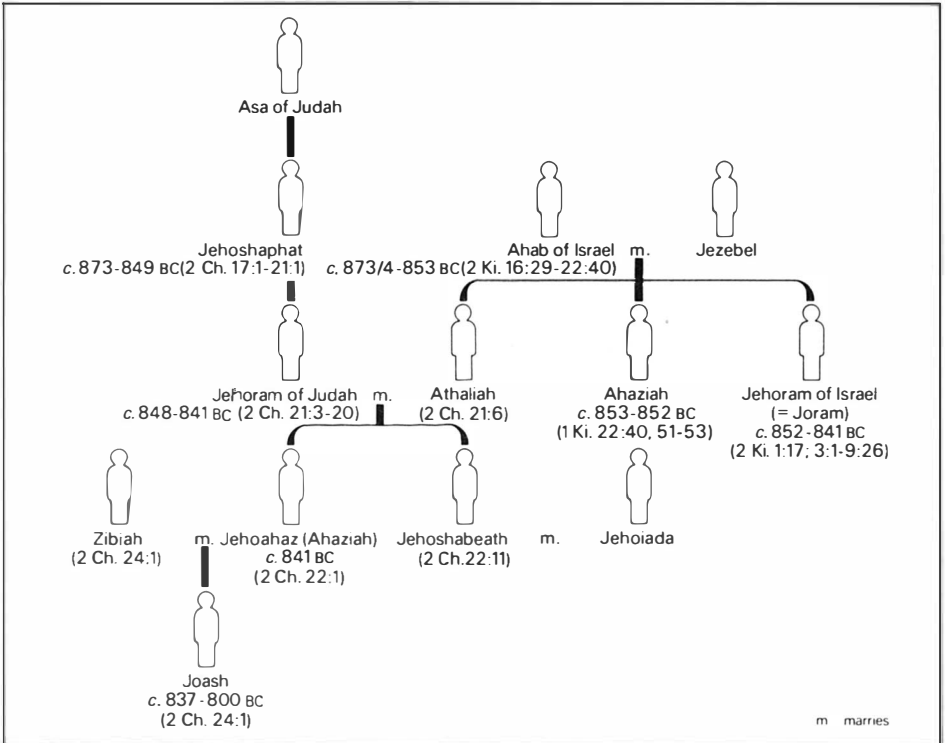 Asa of Judah
Jehoshaphat
c. 873-849 BC(2 Ch. 17:1-21:1)
Ahab of Israel m. Jezebel
c. 873/4-853 BC(2 Ki. 16:29-22:40)
Jehoram of Judah m. Athaliah
c. 848-841 BC (2 Ch. 21:3-20)
(2 Ch. 21:6)
Ahaziah
c. 853-852 BC
(1 Ki. 22:40, 51-53)
Jehoram of Israel
(= Joram)
c. 852-841 BC
(2 Ki. 1:17; 3:1-9:26)
Zibiah m. Jehoahaz (Ahaziah)
(2 Ch. 24:1)
c. 841 BC
(2 Ch. 22:1)
Jehoshabeath m. Jehoiada
(2 Ch.22:11)
Joash
c. 837-800 BC
(2 Ch. 24:1)
m marries